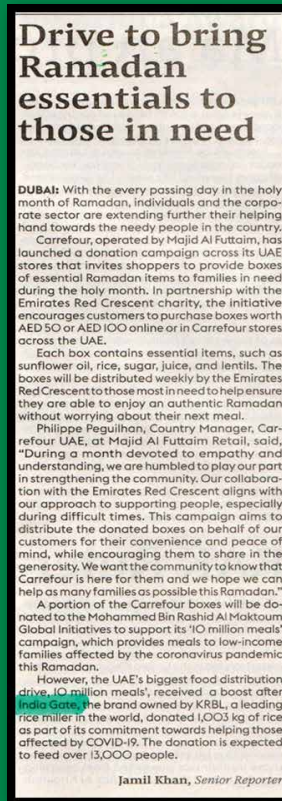 Drive to bring
Ramadan
essentials to
those in need
DUBAI: With the every passing day in the holy
month of Ramadan, individuals and the corpo-
rate sector are extending further their helping
hand towards the needy people in the country.
Carrefour, operated by Majid Al Futtaim, has
launched a donation campaign across its UAE
stores that invites shoppers to provide boxes
of essential Ramadan items to families in need
during the holy month. In partnership with the
Emirates Red Crescent charity, the initiative
encourages customers to purchase boxes worth
AED 50 or AED 100 online or in Carrefour stores
across the UAE.
Each box contains essential items, such as
sunflower oil, rice, sugar, juice, and lentils. The
boxes will be distributed weekly by the Emirates
Red Crescent to those most in need to help ensure
they are able to enjoy an authentic Ramadan
without worrying about their next meal.
Philippe Peguilhan, Country Manager, Car-
refour UAE, at Majid Al Futtaim Retail, said,
"During a month devoted to empathy and
understanding, we are humbled to play our part
in strengthening the community. Our collabora-
tion with the Emirates Red Crescent aligns with
our approach to supporting people, especially
during difficult times. This campaign aims to
distribute the donated boxes on behalf of our
customers for their convenience and peace of
mind, while encouraging them to share in the
generosity. We want the community to know that
Carrefour is here for them and we hope we can
help as many families as possible this Ramadan."
A portion of the Carrefour boxes will be do-
nated to the Mohammed Bin Rashid Al Maktoum
Global Initiatives to support its '10 million meals'
campaign, which provides meals to low-income
families affected by the coronavirus pandemic
this Ramadan.
However, the UAE's biggest food distribution
drive, 10 million meals', received a boost after
India Gate, the brand owned by KRBL, a leading
rice miller in the world, donated 1,003 kg of rice
as part of its commitment towards helping those
affected by COVID-19. The donation is expected
to feed over 13,000 people.
Jamil Khan, Senior Reporter